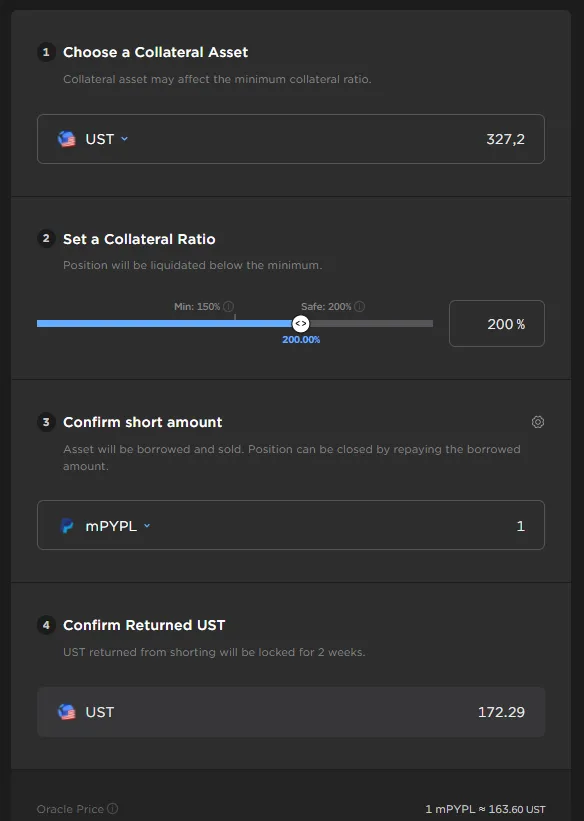 1 Choose a Collateral Asset
Collateral asset may affect the minimum collateral ratio.
UST 327,2
2 Set a Collateral Ratio
Position will be liquidated below the minimum.
Min: 150% Safe: 200%
200 %
200.00%
3 Confirm short amount
Asset will be borrowed and sold. Position can be closed by repaying the borrowed
amount.
mPYPL 1
4 Confirm Returned UST
UST returned from shorting will be locked for 2 weeks.
UST 172.29
Oracle Price 1 mPYPL ≈ 163.60 UST